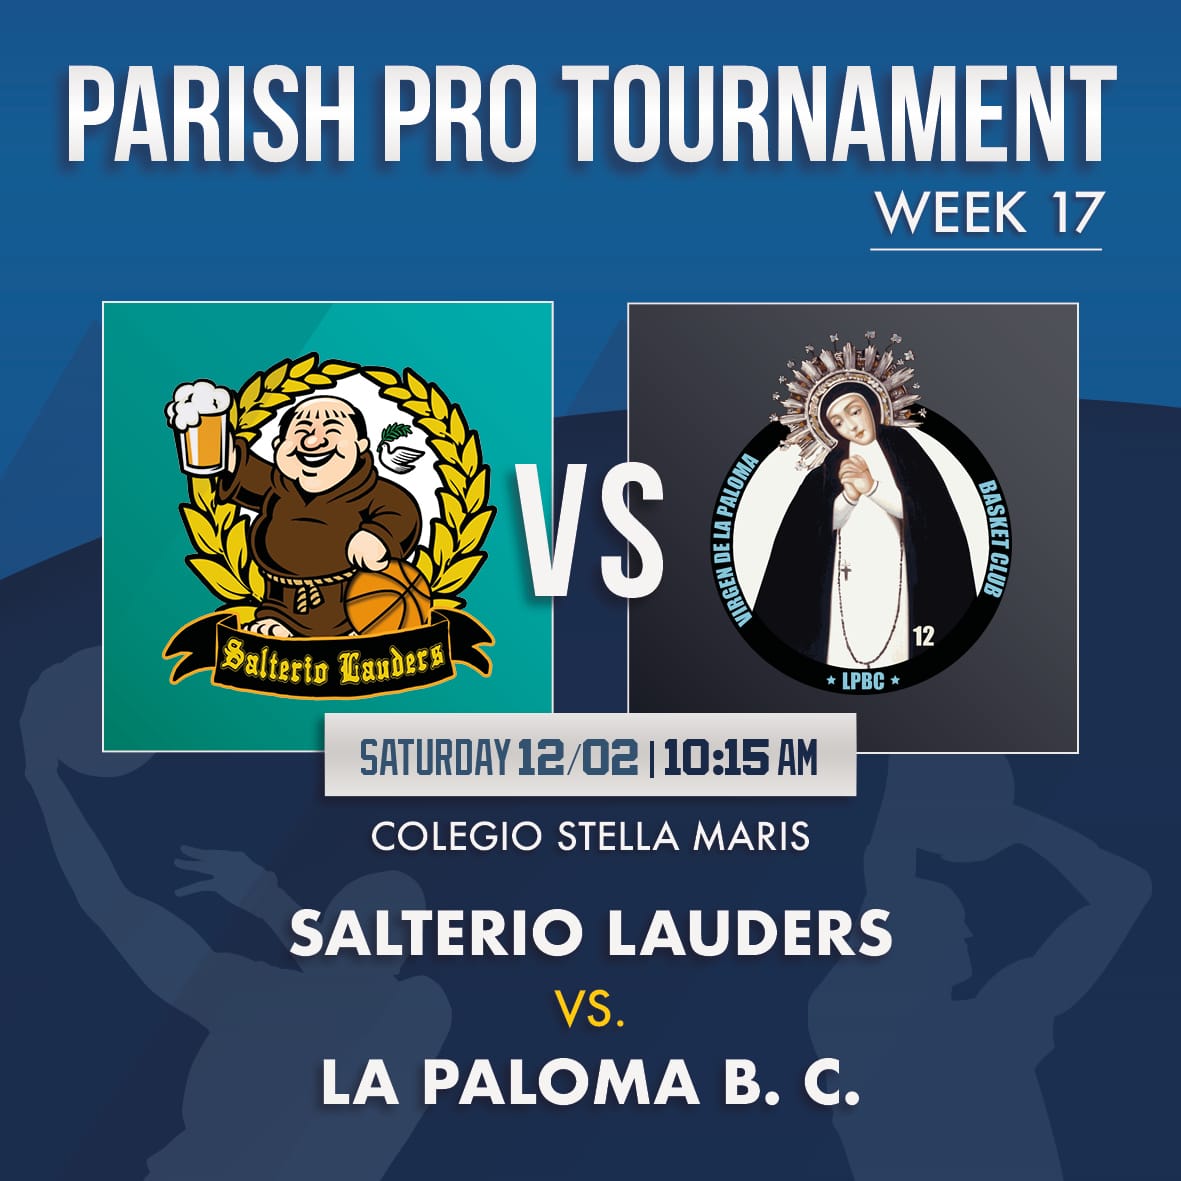 PARISH PRO TOURNAMENT
WEEK 17
Salterio Lauders
VS
VIRGEN DE LA PALOMA
BASKET CLUB
12
★ LPBC ★
SATURDAY 12/02 | 10:15 AM
COLEGIO STELLA MARIS
SALTERIO LAUDERS
VS.
LA PALOMA B. C.